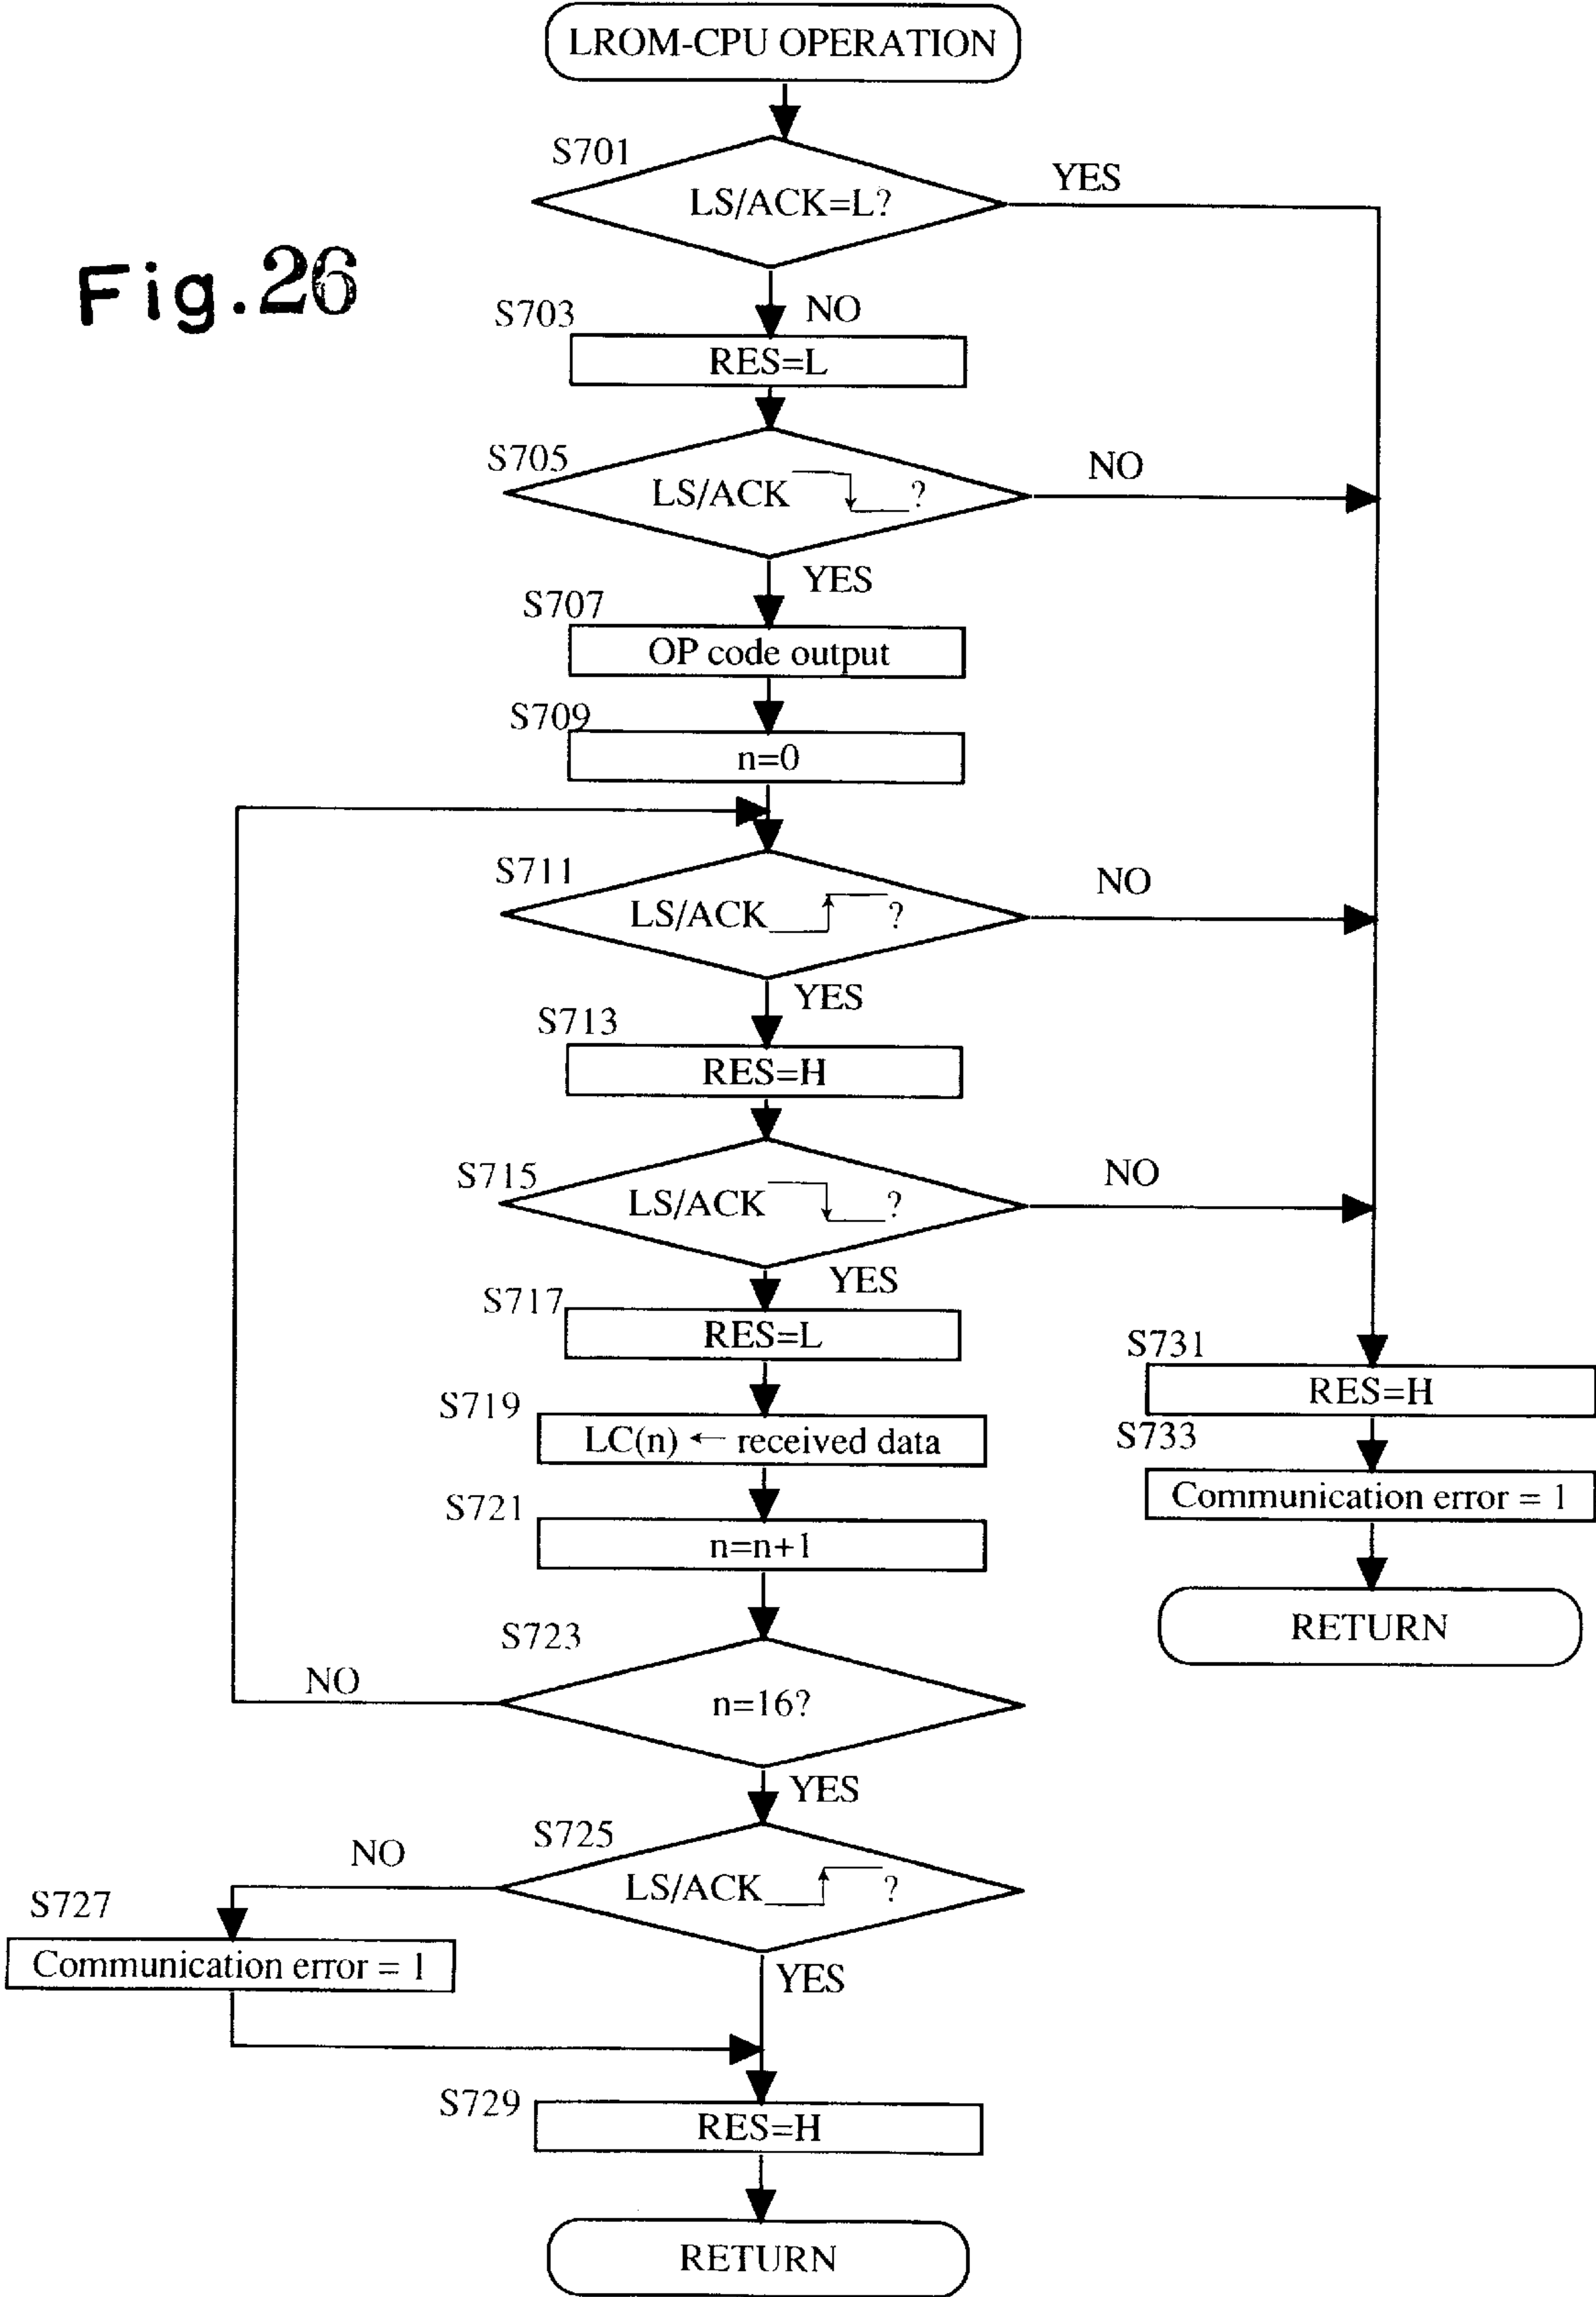 LROM-CPU OPERATION
S701
LS/ACK=L?
YES
Fig.26
NO
S703
RES=L
S705
LS/ACK ?
NO
YES
S707
OP code output
S709
n=0
S711
LS/ACK ?
NO
YES
S713
RES=H
S715
LS/ACK ?
NO
YES
S717
RES=L
S731
RES=H
S719
LC(n) ← received data
S733
Communication error = 1
S721
n=n+1
RETURN
S723
n=16?
NO
YES
S725
LS/ACK ?
NO
S727
Communication error = 1
YES
S729
RES=H
RETURN